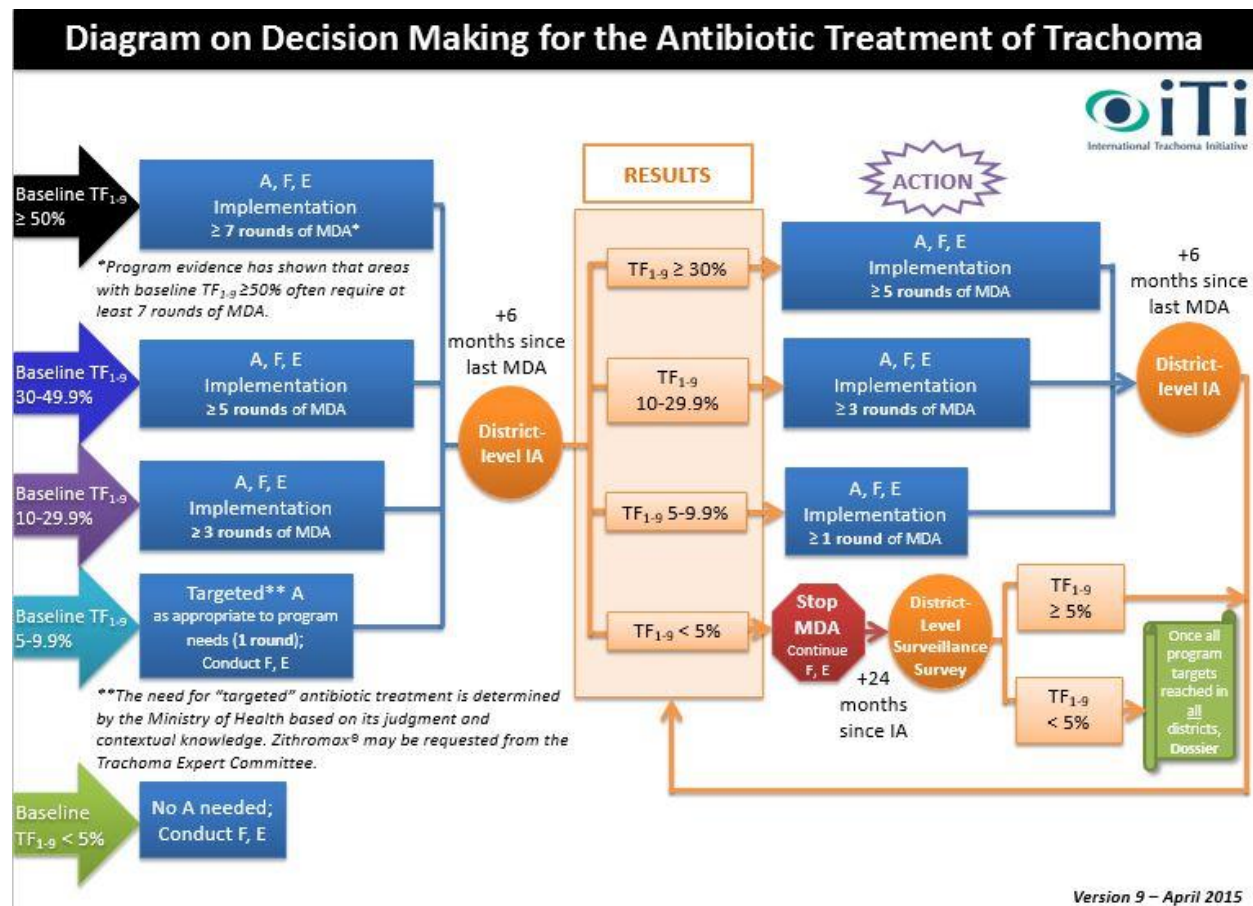 Diagram on Decision Making for the Antibiotic Treatment of Trachoma
iTi
International Trachoma Initiative
Baseline TF₁₋₉
≥ 50%
A, F, E
Implementation
≥ 7 rounds of MDA*
*Program evidence has shown that areas
with baseline TF₁₋₉ ≥50% often require at
least 7 rounds of MDA.
Baseline TF₁₋₉
30-49.9%
A, F, E
Implementation
≥ 5 rounds of MDA
Baseline TF₁₋₉
10-29.9%
A, F, E
Implementation
≥ 3 rounds of MDA
Baseline TF₁₋₉
5-9.9%
Targeted** A
as appropriate to program
needs (1 round);
Conduct F, E
**The need for "targeted" antibiotic treatment is determined
by the Ministry of Health based on its judgment and
contextual knowledge. Zithromax® may be requested from the
Trachoma Expert Committee.
Baseline
TF₁₋₉ < 5%
No A needed;
Conduct F, E
+6
months since
last MDA
District-
level IA
RESULTS
TF₁₋₉ ≥ 30%
TF₁₋₉
10-29.9%
TF₁₋₉ 5-9.9%
TF₁₋₉ < 5%
ACTION
A, F, E
Implementation
≥ 5 rounds of MDA
A, F, E
Implementation
≥ 3 rounds of MDA
A, F, E
Implementation
≥ 1 round of MDA
Stop
MDA
Continue
F, E
+24
months
since IA
District-
Level
Surveillance
Survey
TF₁₋₉
≥ 5%
TF₁₋₉
< 5%
+6
months since
last MDA
District-
level IA
Once all
program
targets
reached in
all
districts,
Dossier
Version 9 – April 2015